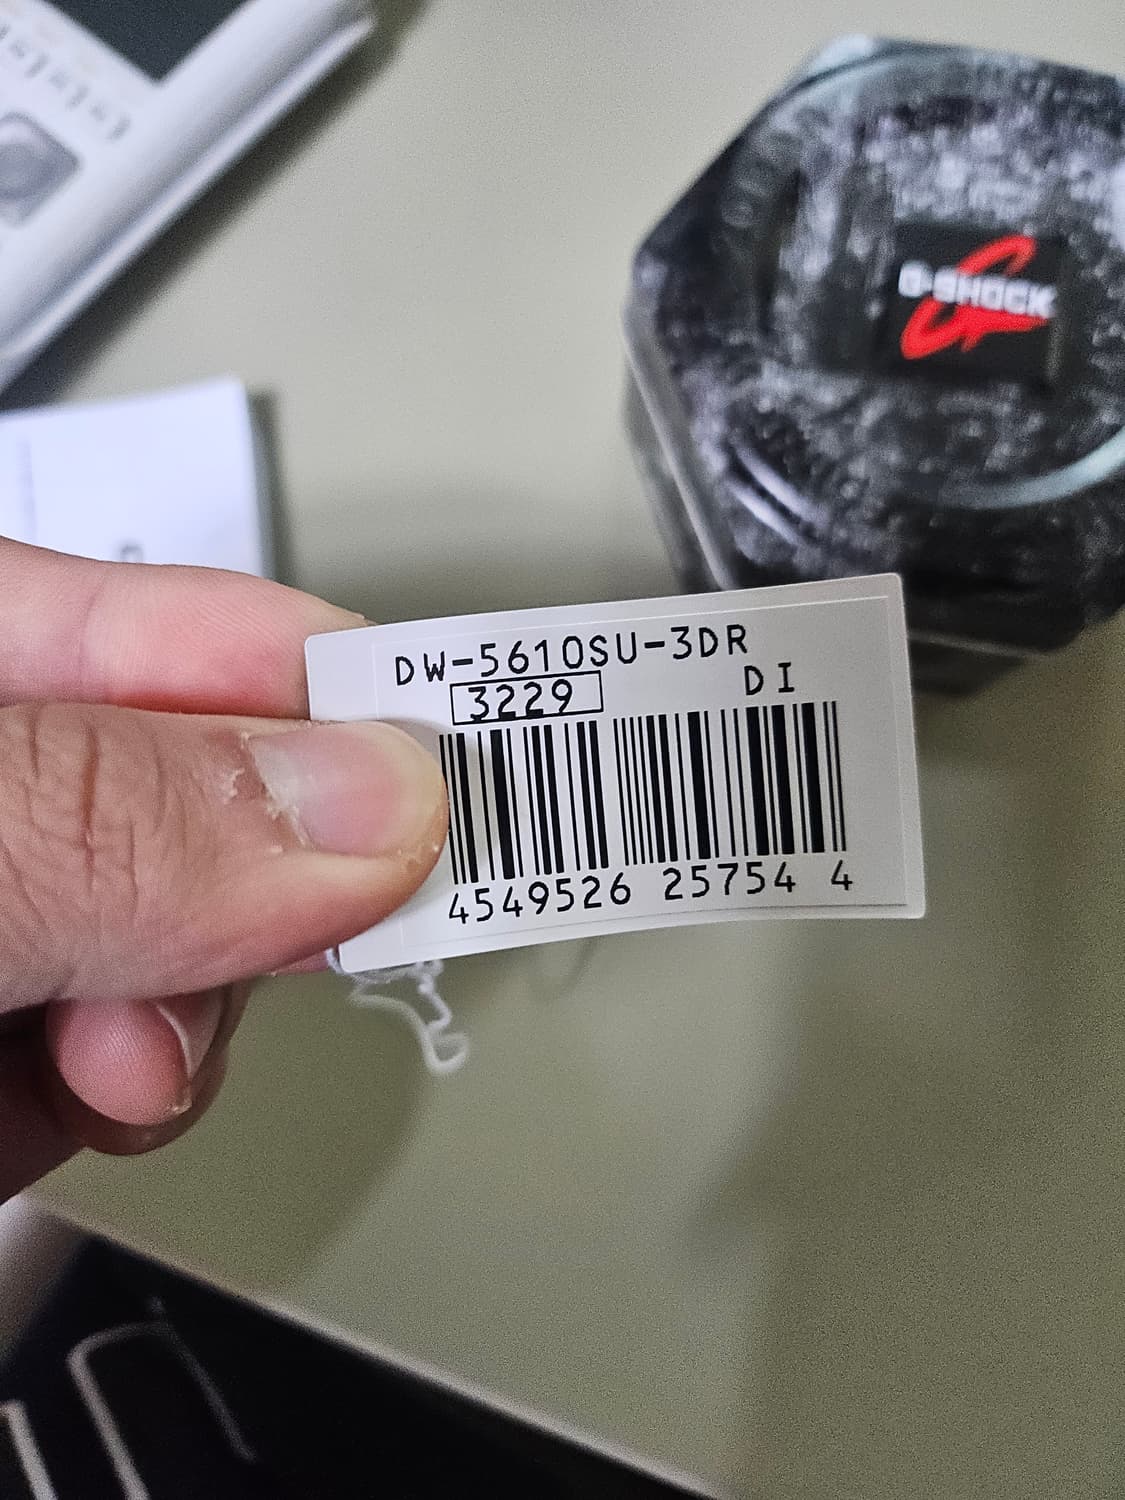 G-SHOCK
DW-5610SU-3DR
3229
DI
4549526 25754 4